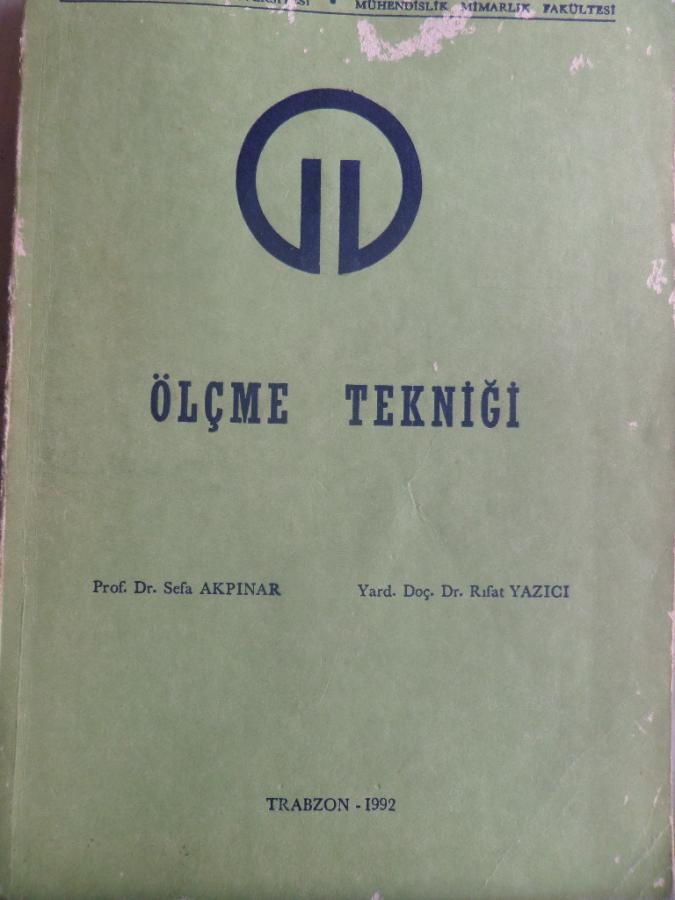 MÜHENDİSLİK MİMARLIK FAKÜLTESİ
ÖLÇME TEKNİĞİ
Prof. Dr. Sefa AKPINAR Yard. Doç. Dr. Rıfat YAZICI
TRABZON - 1992